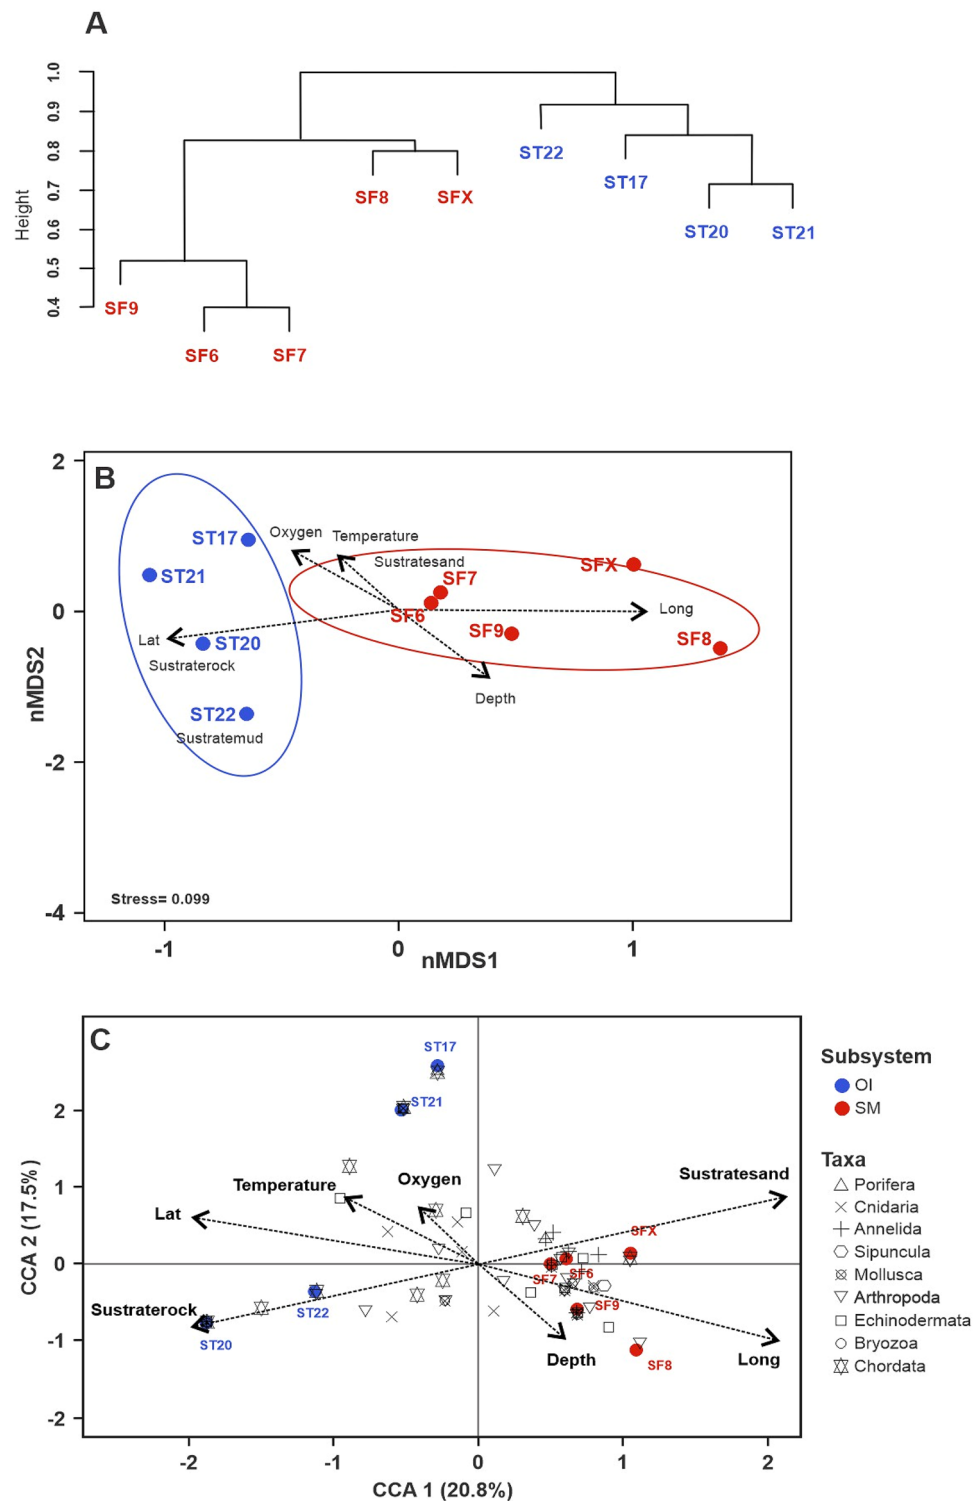 A
Height
1.0
0.9
0.8
0.7
0.6
0.5
0.4
ST22
ST17
SF8
SFX
ST20
ST21
SF9
SF6
SF7
B
nMDS2
2
0
-2
-4
ST17
Oxygen
Temperature
ST21
Sustratesand
SFX
SF7
SF6
Long
Lat
ST20
SF9
SF8
Sustraterock
Depth
ST22
Sustratemud
Stress= 0.099
-1
0
1
nMDS1
C
CCA 2 (17.5%)
2
1
0
-1
-2
ST17
ST21
Temperature
Oxygen
Sustratesand
Lat
SFX
SF7
SF6
Sustraterock
ST22
SF9
ST20
Depth
SF8
Long
-2
-1
0
1
2
CCA 1 (20.8%)
Subsystem
OI
SM
Taxa
Porifera
Cnidaria
Annelida
Sipuncula
Mollusca
Arthropoda
Echinodermata
Bryozoa
Chordata